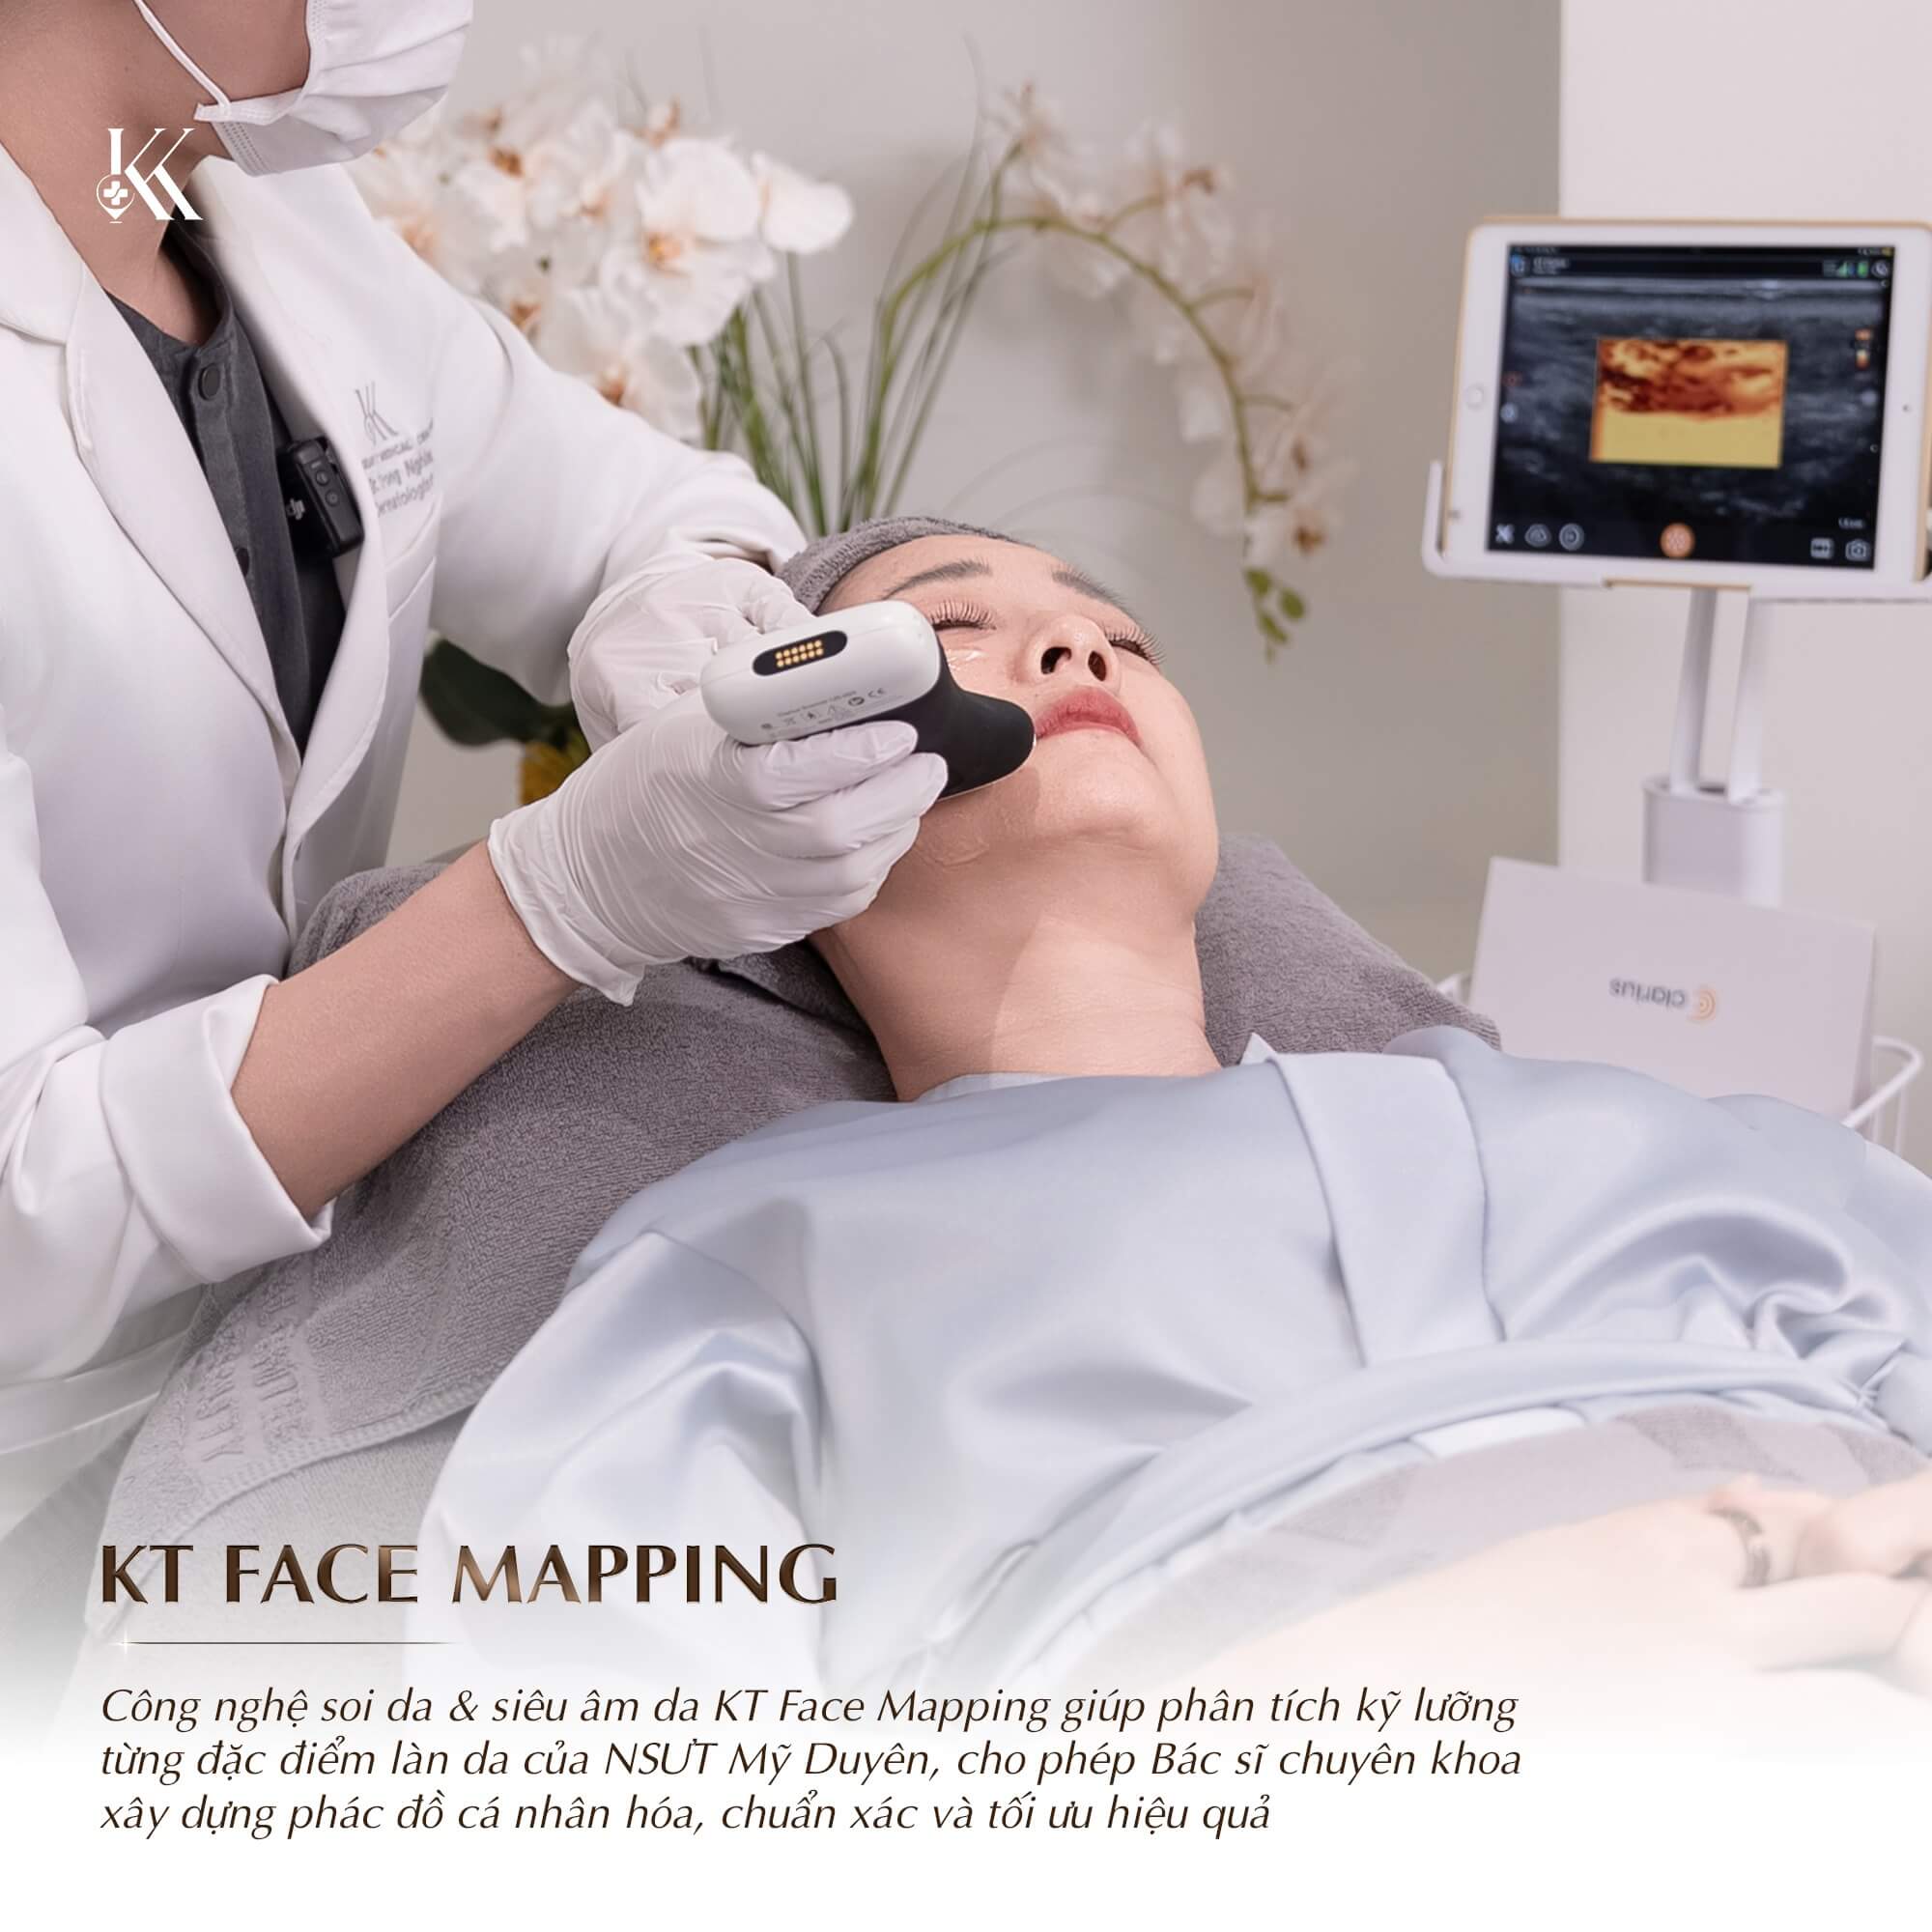 KT FACE MAPPING
Công nghệ soi da & siêu âm da KT Face Mapping giúp phân tích kỹ lưỡng
từng đặc điểm làn da của NSƯT Mỹ Duyên, cho phép Bác sĩ chuyên khoa
xây dựng phác đồ cá nhân hóa, chuẩn xác và tối ưu hiệu quả
clarius
dji
CE